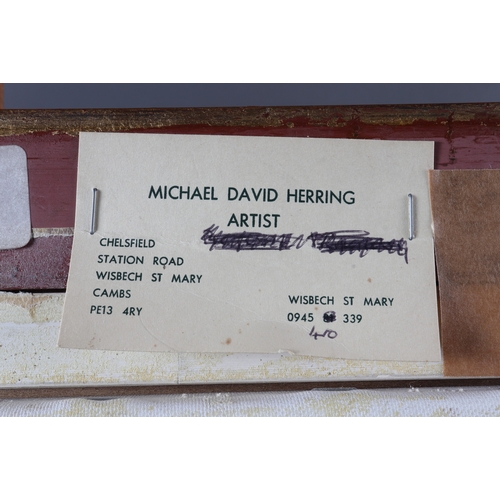 MICHAEL DAVID HERRING
ARTIST
CHELSFIELD
STATION ROAD
WISBECH ST MARY
CAMBS
PE13 4RY
WISBECH ST MARY
0945 339
410